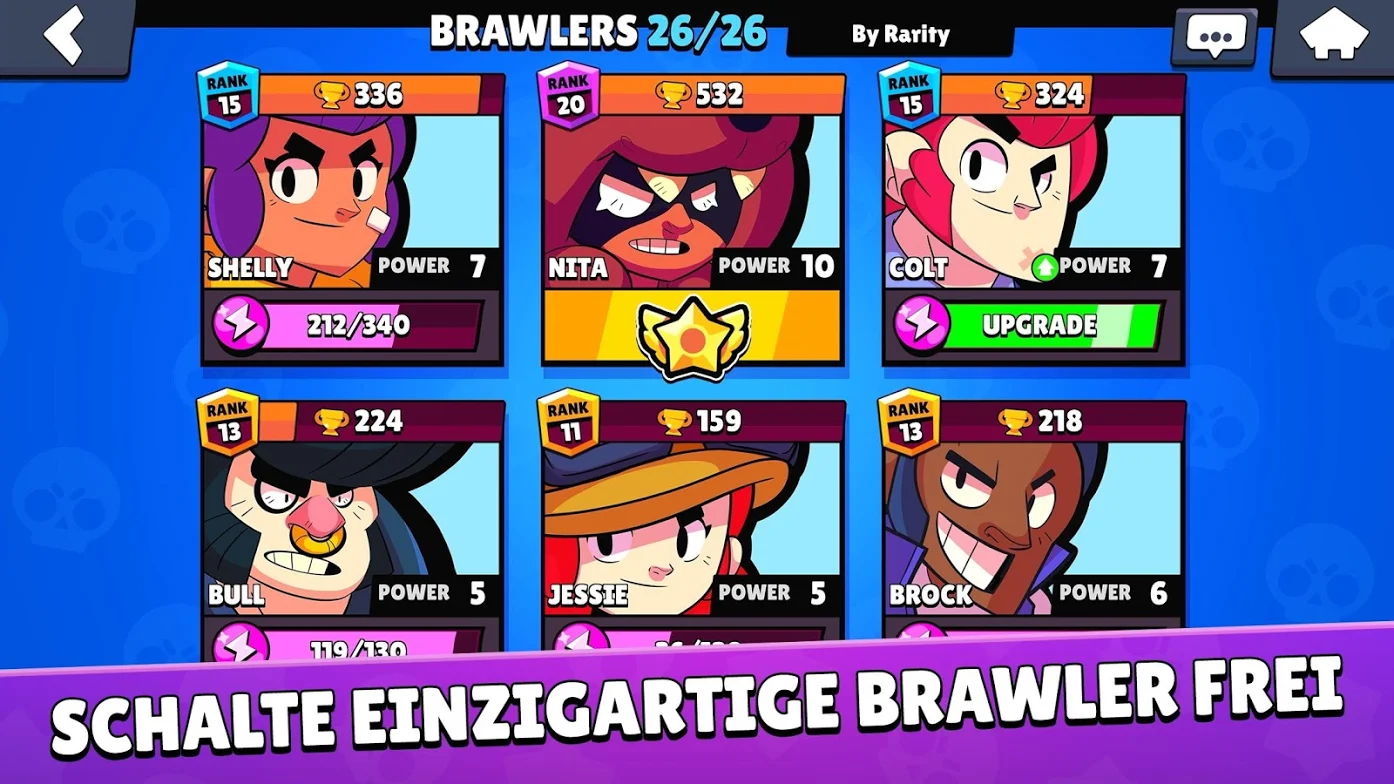 BRAWLERS 26/26
By Rarity
RANK 15
336
SHELLY
POWER 7
212/340
RANK 20
532
NITA
POWER 10
RANK 15
324
COLT
POWER 7
UPGRADE
RANK 13
224
BULL
POWER 5
119/130
RANK 11
159
JESSIE
POWER 5
RANK 13
218
BROCK
POWER 6
SCHALTE EINZIGARTIGE BRAWLER FREI